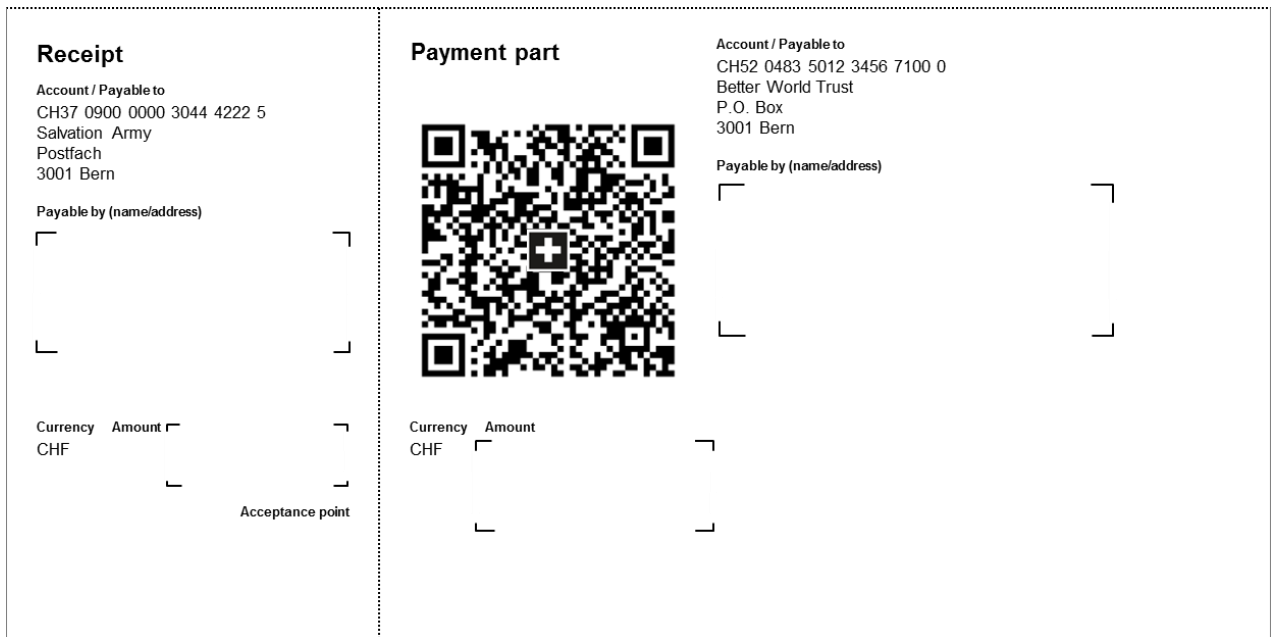 Receipt
Account / Payable to
CH37 0900 0000 3044 4222 5
Salvation Army
Postfach
3001 Bern
Payable by (name/address)
Currency Amount
CHF
Acceptance point
Payment part
Currency Amount
CHF
Account / Payable to
CH52 0483 5012 3456 7100 0
Better World Trust
P.O. Box
3001 Bern
Payable by (name/address)